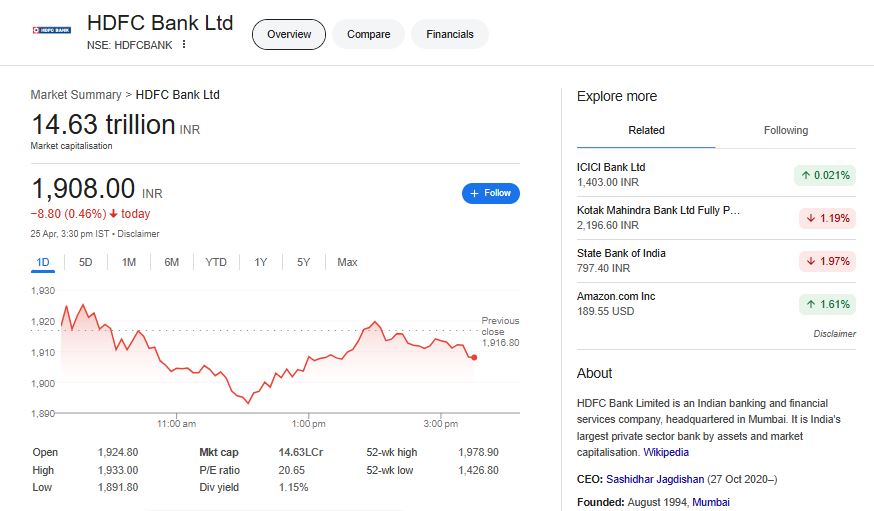 HDFC BANK
HDFC Bank Ltd
NSE: HDFCBANK
Overview
Compare
Financials
Market Summary > HDFC Bank Ltd
14.63 trillion INR
Market capitalisation
1,908.00 INR
+ Follow
−8.80 (0.46%) ↓ today
25 Apr, 3:30 pm IST • Disclaimer
1D 5D 1M 6M YTD 1Y 5Y Max
1,930
1,920
1,910
1,900
1,890
Previous
close
1,916.80
11:00 am 1:00 pm 3:00 pm
Open 1,924.80 Mkt cap 14.63LCr 52-wk high 1,978.90
High 1,933.00 P/E ratio 20.65 52-wk low 1,426.80
Low 1,891.80 Div yield 1.15%
Explore more
Related Following
ICICI Bank Ltd
1,403.00 INR
↑ 0.021%
Kotak Mahindra Bank Ltd Fully P…
2,196.60 INR
↓ 1.19%
State Bank of India
797.40 INR
↓ 1.97%
Amazon.com Inc
189.55 USD
↑ 1.61%
Disclaimer
About
HDFC Bank Limited is an Indian banking and financial
services company, headquartered in Mumbai. It is India's
largest private sector bank by assets and market
capitalisation. Wikipedia
CEO: Sashidhar Jagdishan (27 Oct 2020–)
Founded: August 1994, Mumbai